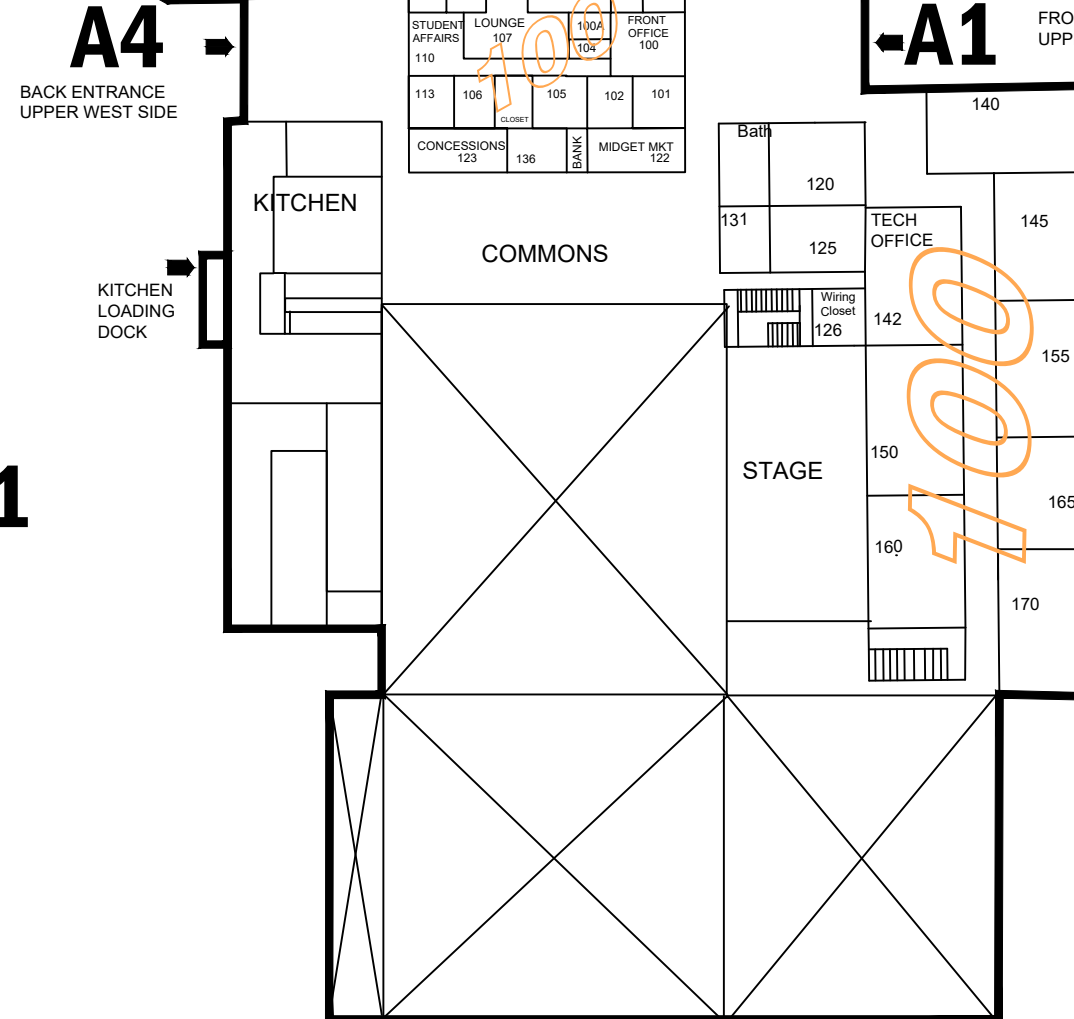 A4
BACK ENTRANCE
UPPER WEST SIDE
STUDENT
AFFAIRS
110
LOUNGE
107
100A
104
FRONT
OFFICE
100
100
A1
FRO
UPP
113
106
CLOSET
105
102
101
CONCESSIONS
123
136
BANK
MIDGET MKT
122
140
Bath
120
131
125
TECH
OFFICE
145
KITCHEN
COMMONS
KITCHEN
LOADING
DOCK
Wiring
Closet
126
142
155
100
150
STAGE
1
165
160
170